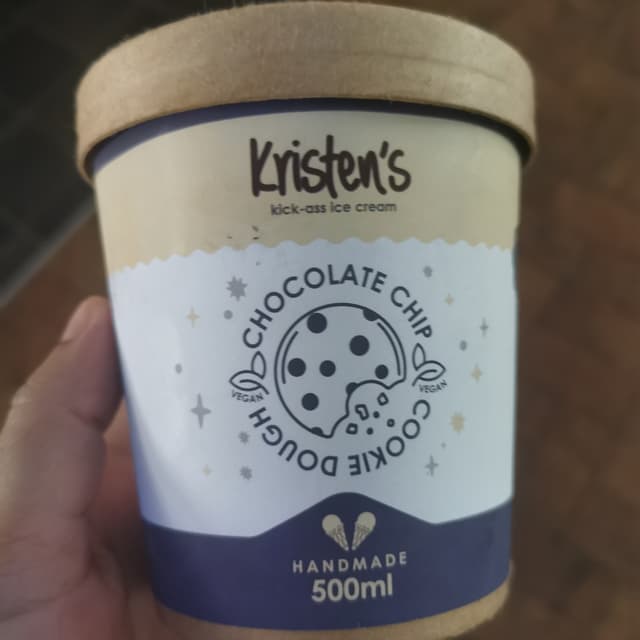 Kristen's
kick-ass ice cream
CHOCOLATE CHIP
VEGAN
VEGAN
COOKIE DOUGH
HANDMADE
500ml